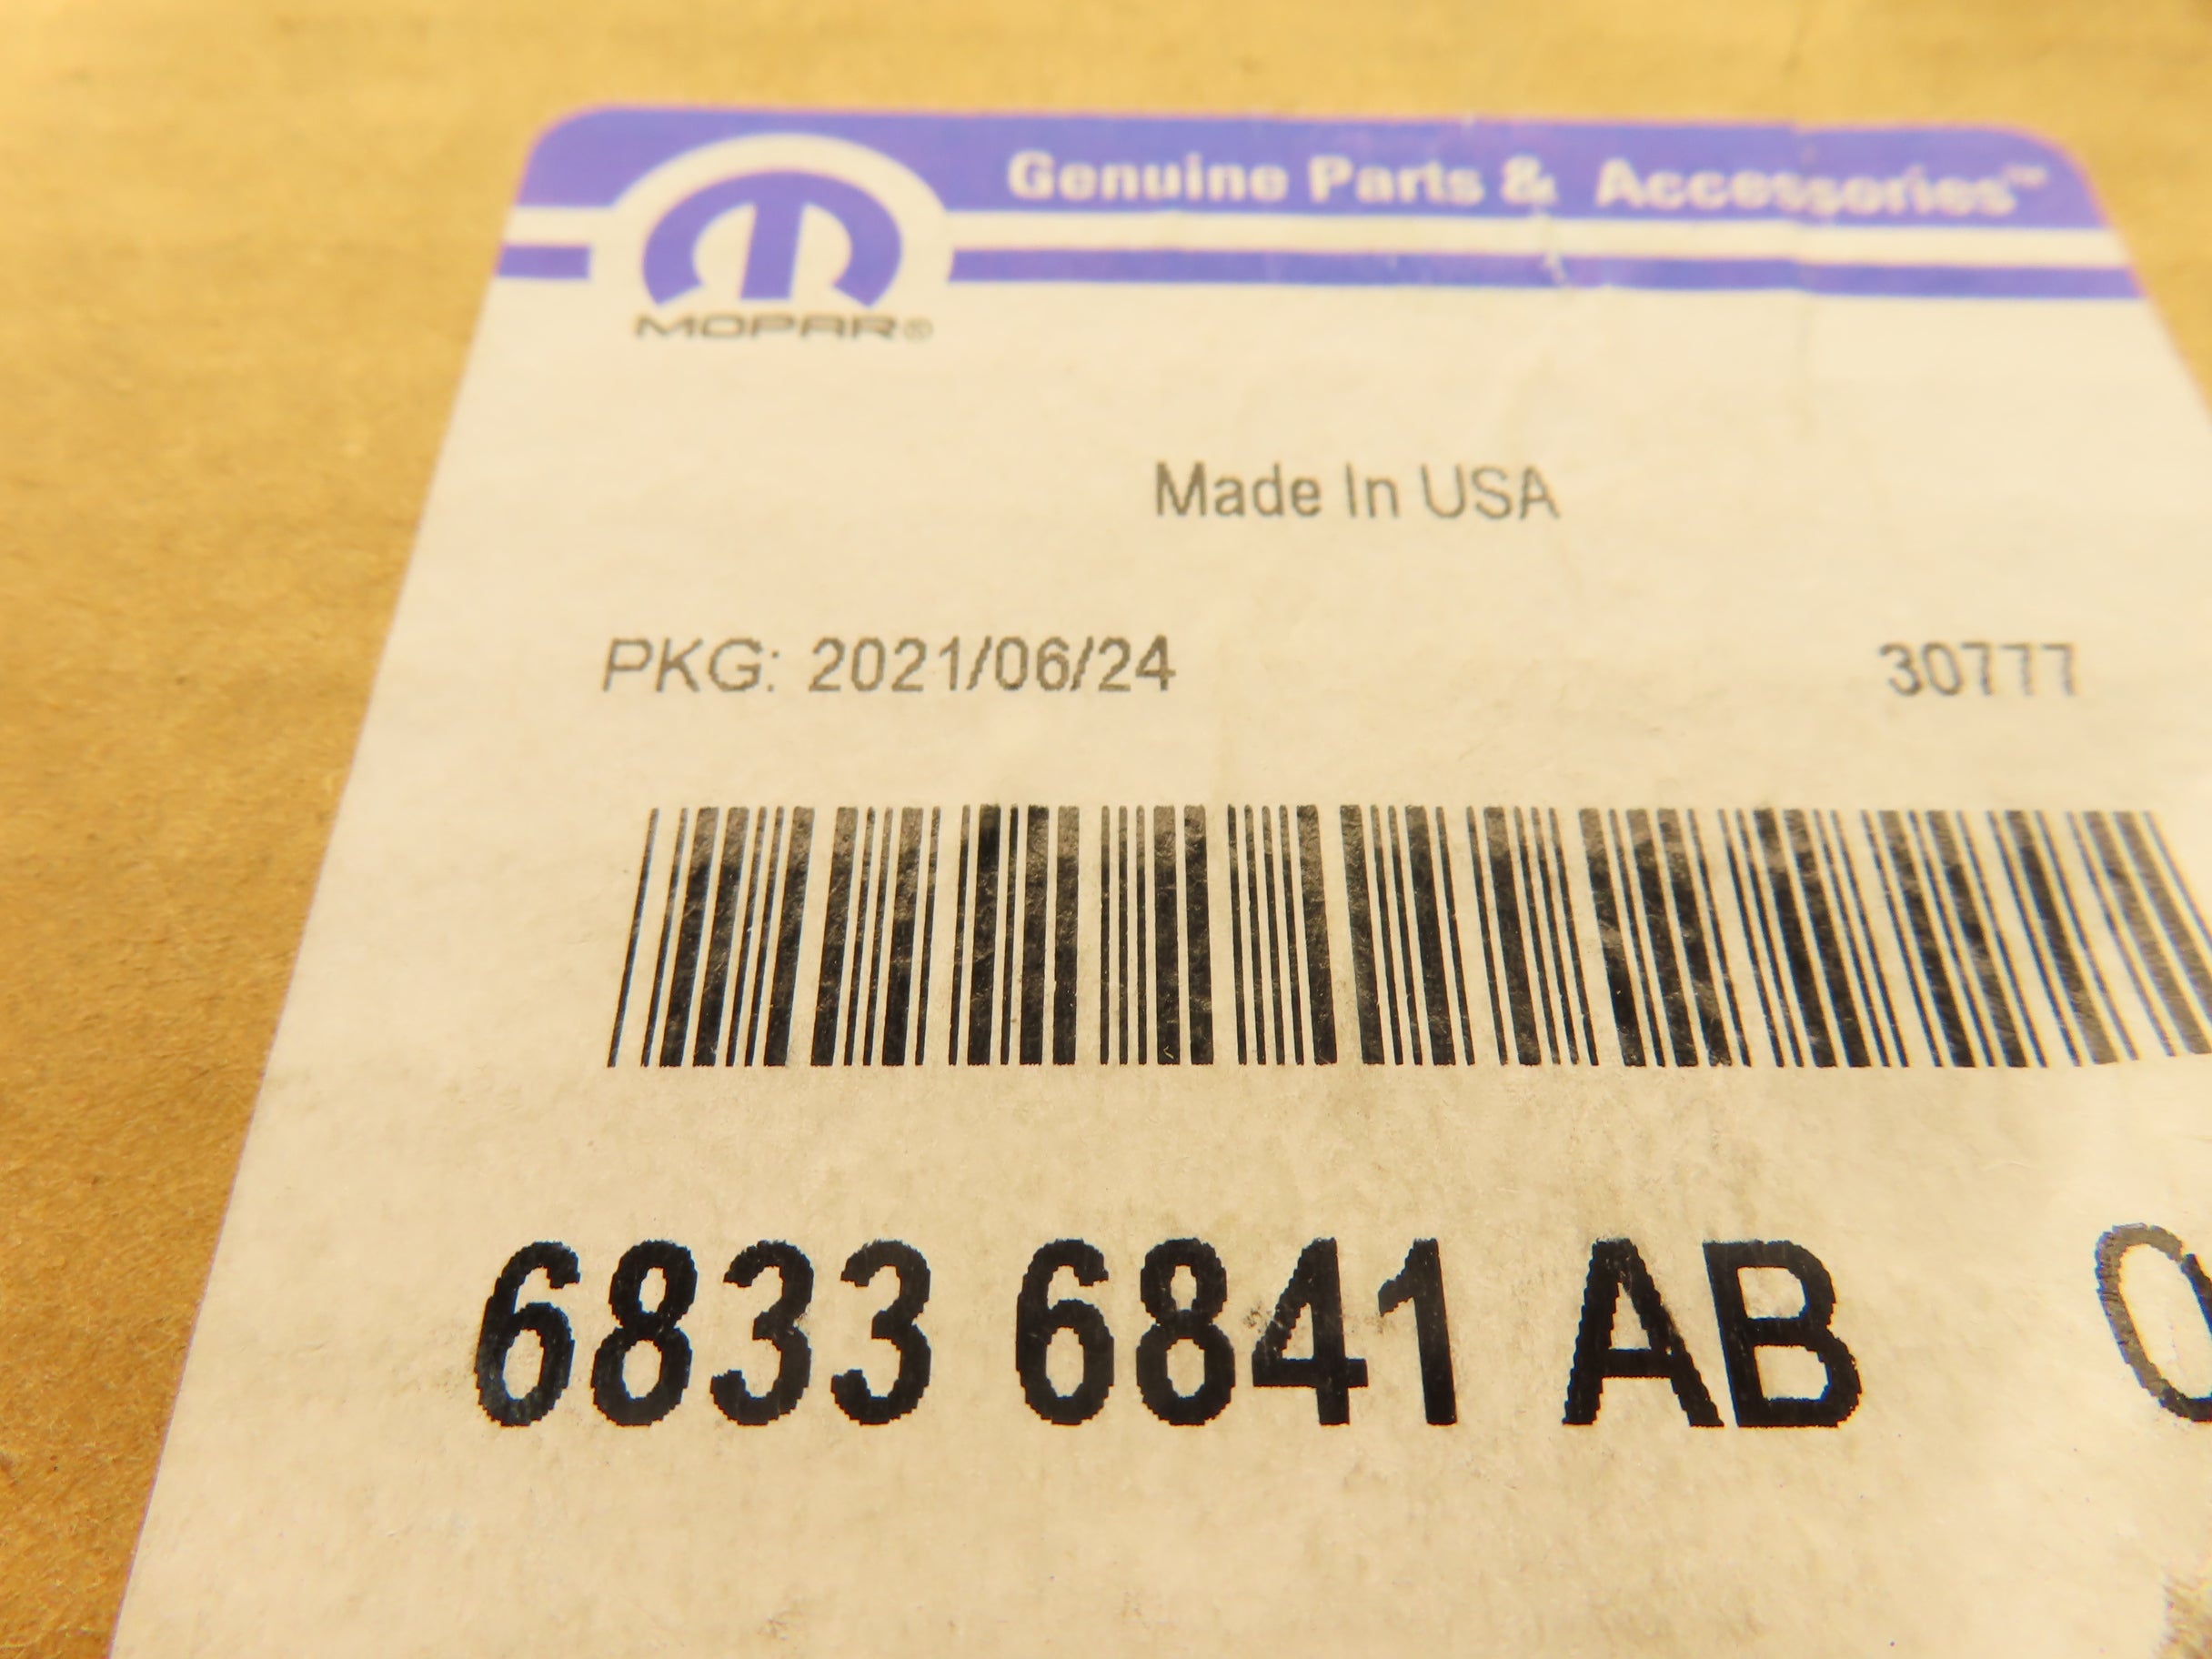 Genuine Parts & Accessories™
MOPAR®
Made In USA
PKG: 2021/06/24 30777
6833 6841 AB